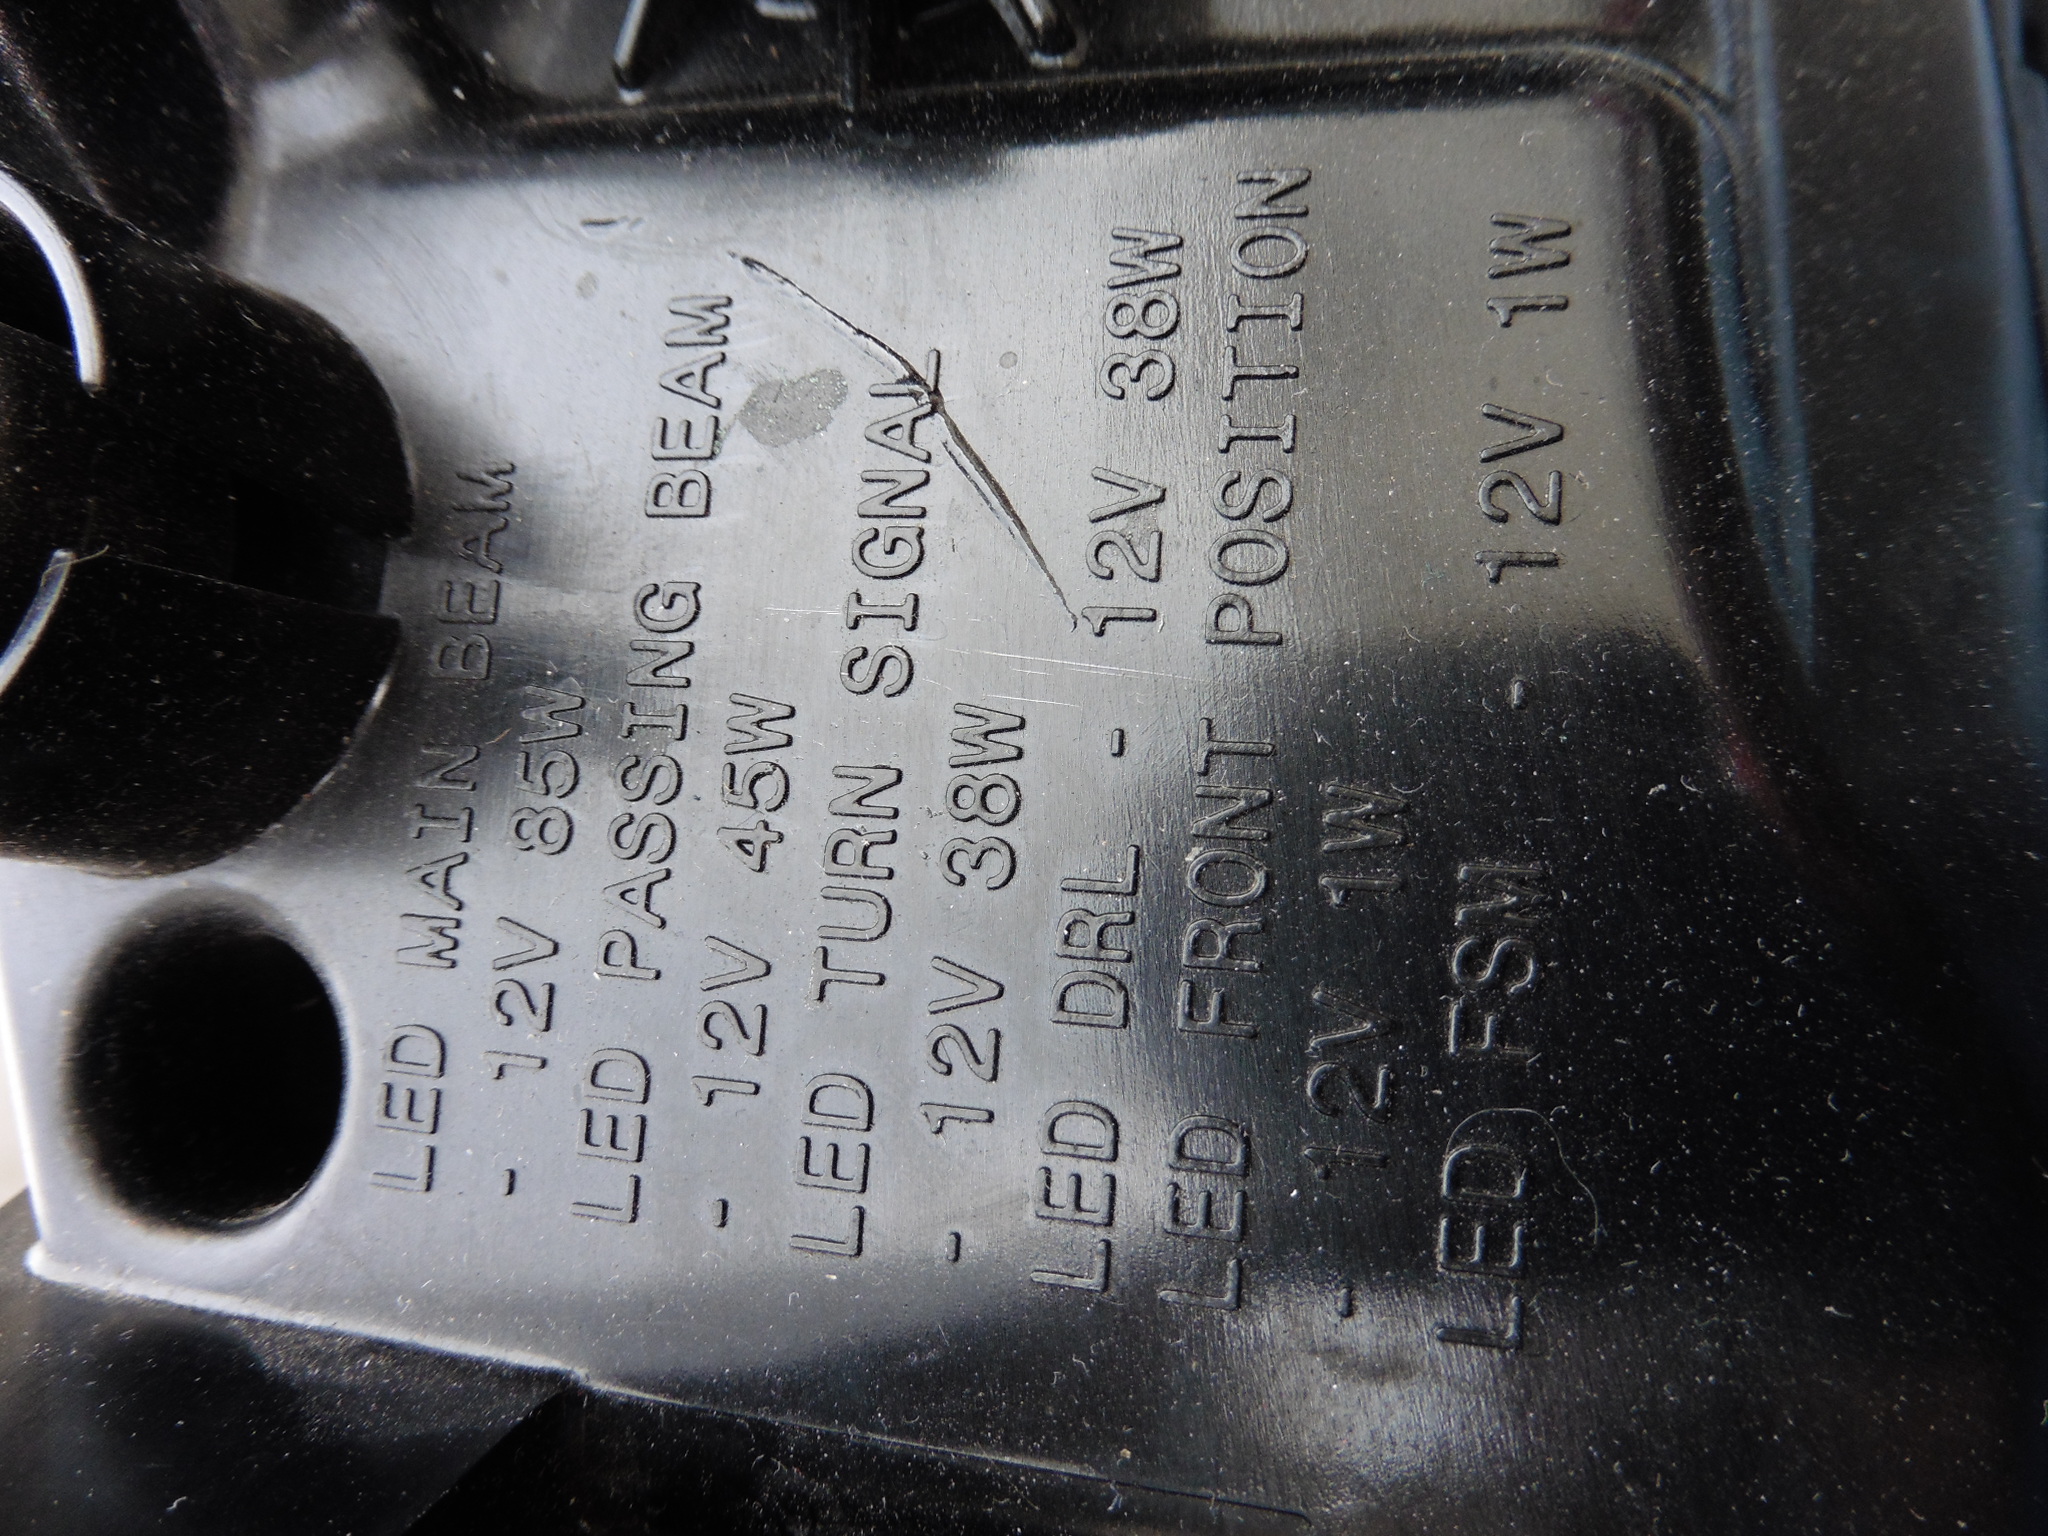 LED MAIN BEAM
- 12V 85W
LED PASSING BEAM
- 12V 45W
LED TURN SIGNAL
- 12V 38W
LED DRL - 12V 38W
LED FRONT POSITION
- 12V 1W
LED FSM - 12V 1W